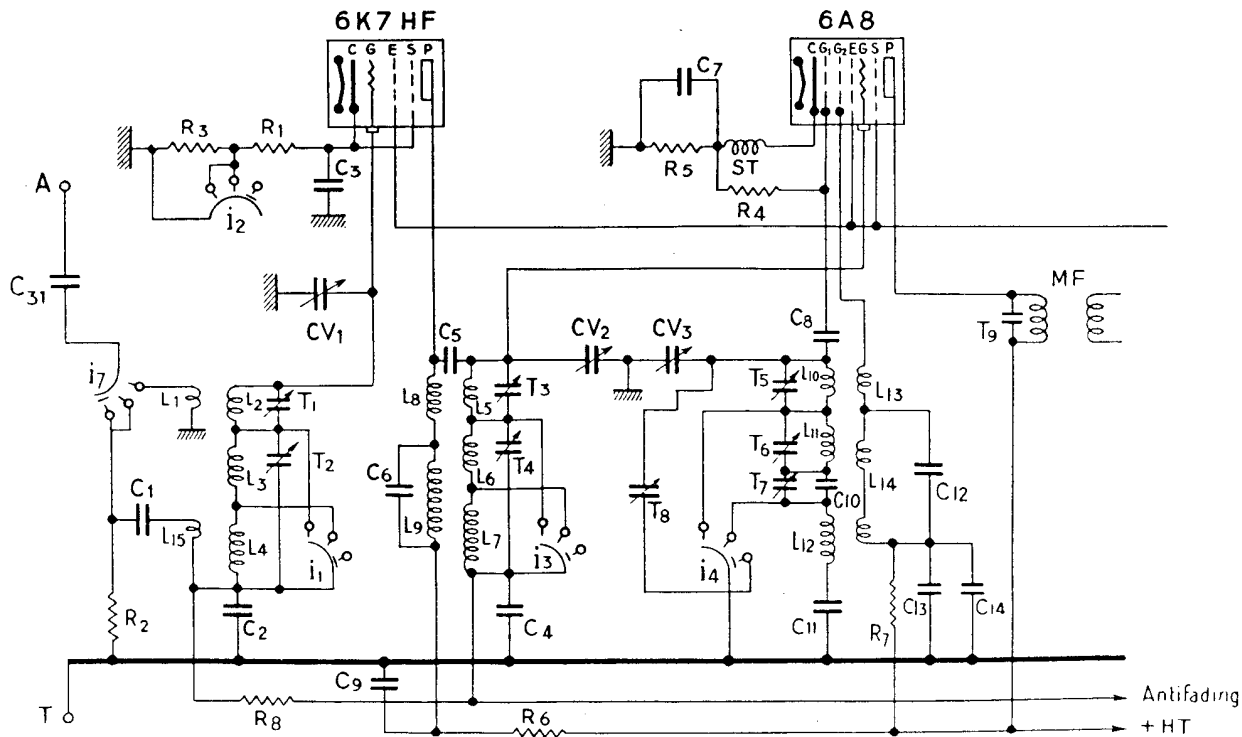 6K7 HF
6A8
C G E S P
C G1 G2 E G S P
C7
R3
R1
C3
R5
ST
R4
A
i2
C31
CV1
MF
T9
C5
CV2
CV3
C8
i7
L1
L2
T1
L8
L5
T3
T5
L10
L13
L3
T2
C6
L6
T4
T6
L11
L14
C12
C1
L15
L4
i1
L9
L7
i3
T8
T7
C10
i4
L12
R2
C2
C4
C11
R7
C13
C14
C9
T
R8
R6
Antifading
+ HT